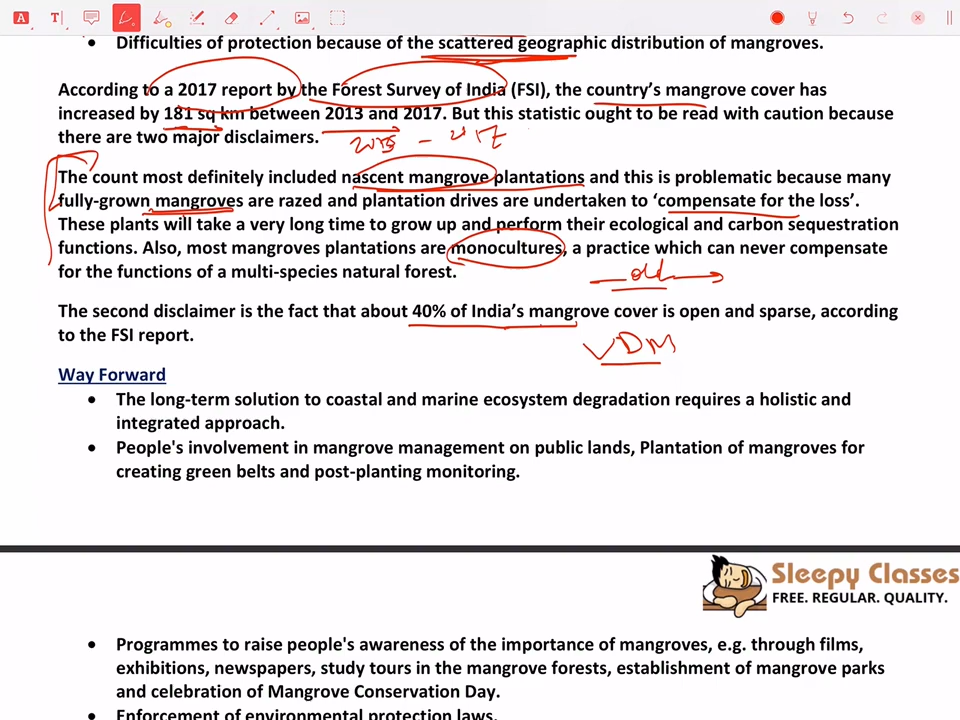 • Difficulties of protection because of the scattered geographic distribution of mangroves.
According to a 2017 report by the Forest Survey of India (FSI), the country's mangrove cover has
increased by 181 sq km between 2013 and 2017. But this statistic ought to be read with caution because
there are two major disclaimers.
2015 - 2017
The count most definitely included nascent mangrove plantations and this is problematic because many
fully-grown mangroves are razed and plantation drives are undertaken to 'compensate for the loss'.
These plants will take a very long time to grow up and perform their ecological and carbon sequestration
functions. Also, most mangroves plantations are monocultures, a practice which can never compensate
for the functions of a multi-species natural forest.
old
The second disclaimer is the fact that about 40% of India's mangrove cover is open and sparse, according
to the FSI report.
VDM
Way Forward
• The long-term solution to coastal and marine ecosystem degradation requires a holistic and
integrated approach.
• People's involvement in mangrove management on public lands, Plantation of mangroves for
creating green belts and post-planting monitoring.
Sleepy Classes
FREE. REGULAR. QUALITY.
• Programmes to raise people's awareness of the importance of mangroves, e.g. through films,
exhibitions, newspapers, study tours in the mangrove forests, establishment of mangrove parks
and celebration of Mangrove Conservation Day.
• Enforcement of environmental protection laws.